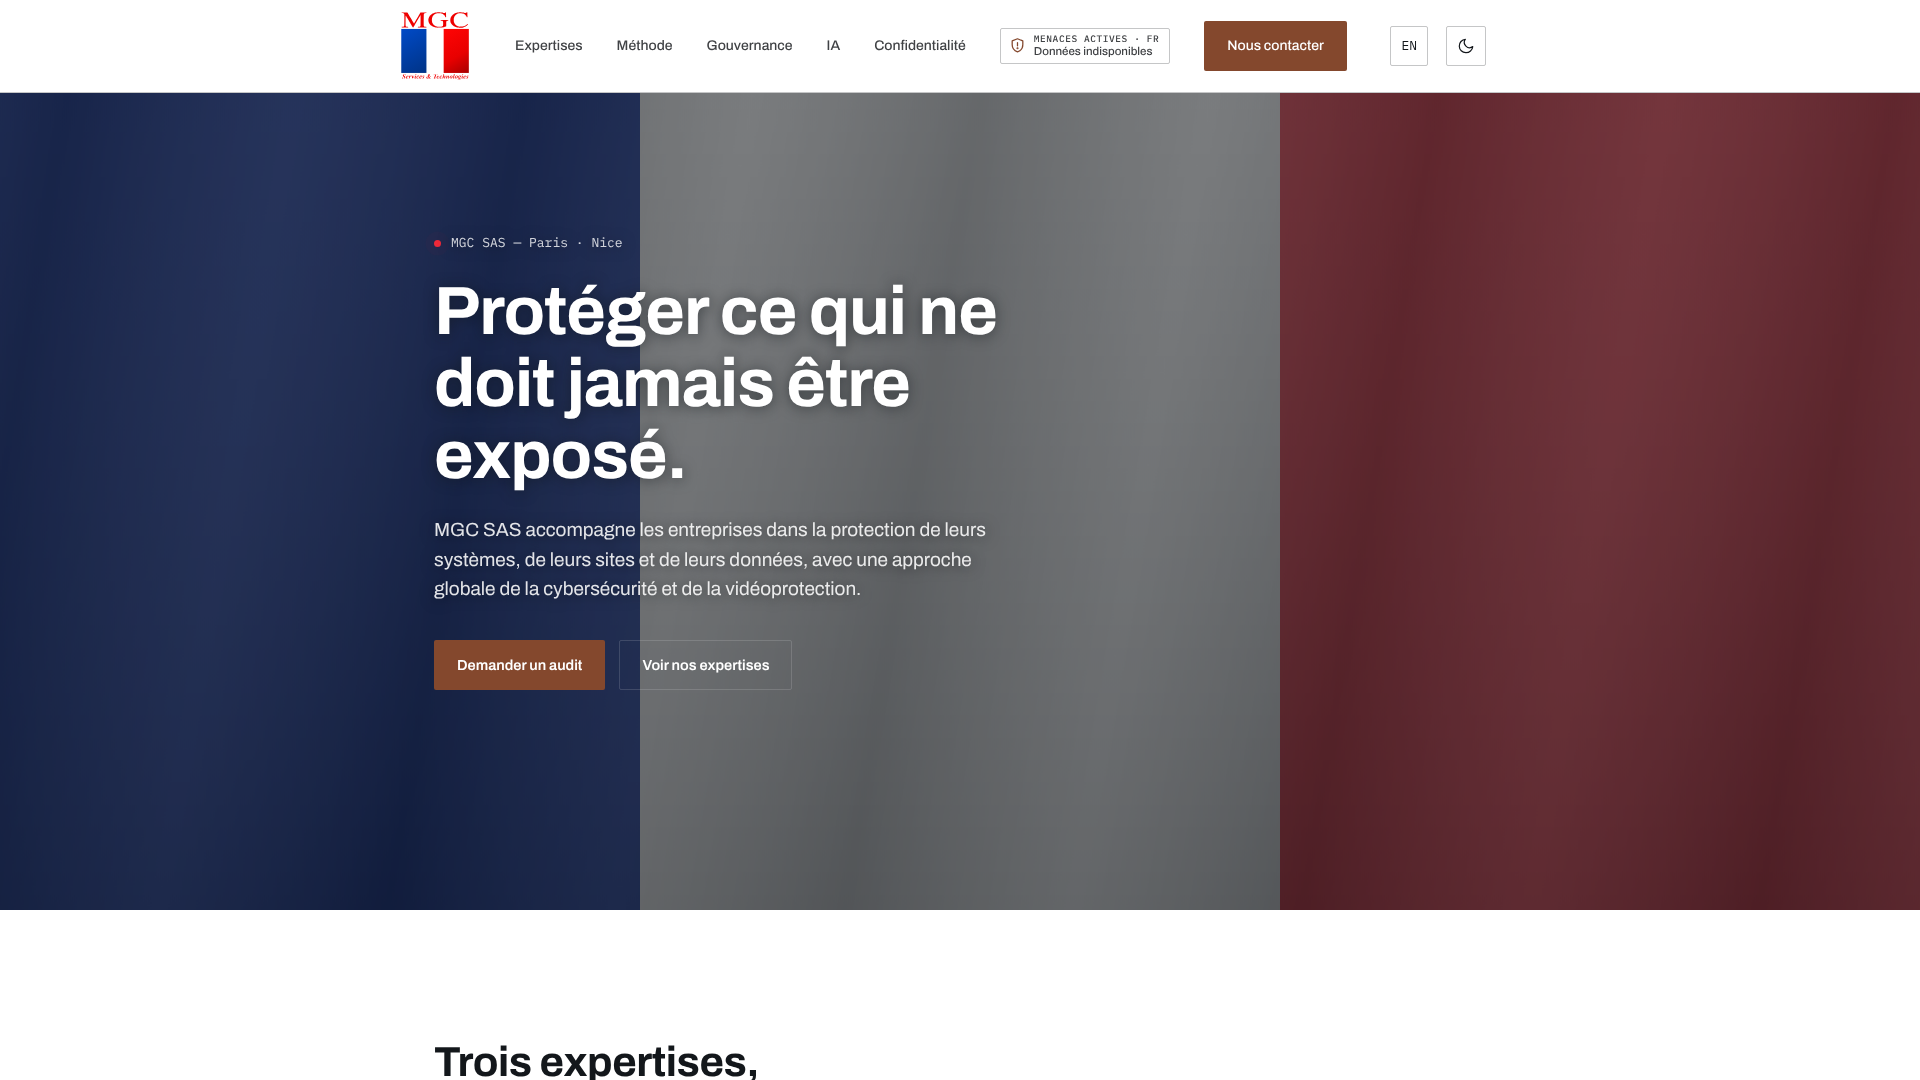 MGC
Services & Technologies
Expertises
Méthode
Gouvernance
IA
Confidentialité
MENACES ACTIVES · FR
Données indisponibles
Nous contacter
EN
MGC SAS — Paris · Nice
Protéger ce qui ne
doit jamais être
exposé.
MGC SAS accompagne les entreprises dans la protection de leurs
systèmes, de leurs sites et de leurs données, avec une approche
globale de la cybersécurité et de la vidéoprotection.
Demander un audit
Voir nos expertises
Trois expertises,